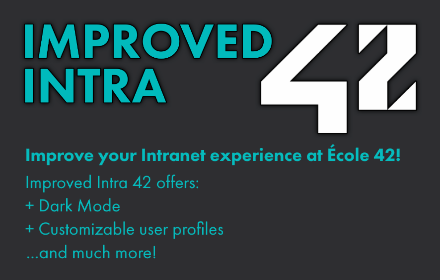 IMPROVED
INTRA
42
Improve your Intranet experience at École 42!
Improved Intra 42 offers:
+ Dark Mode
+ Customizable user profiles
...and much more!